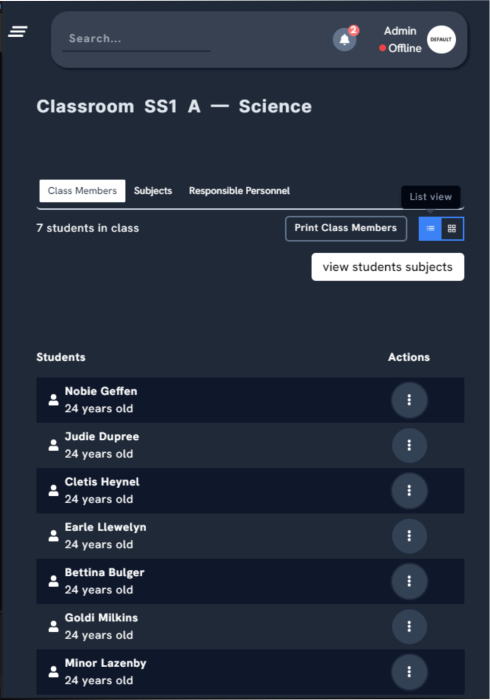 Search...
2
Admin
Offline
DEFAULT
Classroom SS1 A — Science
Class Members Subjects Responsible Personnel
List view
7 students in class
Print Class Members
view students subjects
Students Actions
Nobie Geffen
24 years old
Judie Dupree
24 years old
Cletis Heynel
24 years old
Earle Llewelyn
24 years old
Bettina Bulger
24 years old
Goldi Milkins
24 years old
Minor Lazenby
24 years old